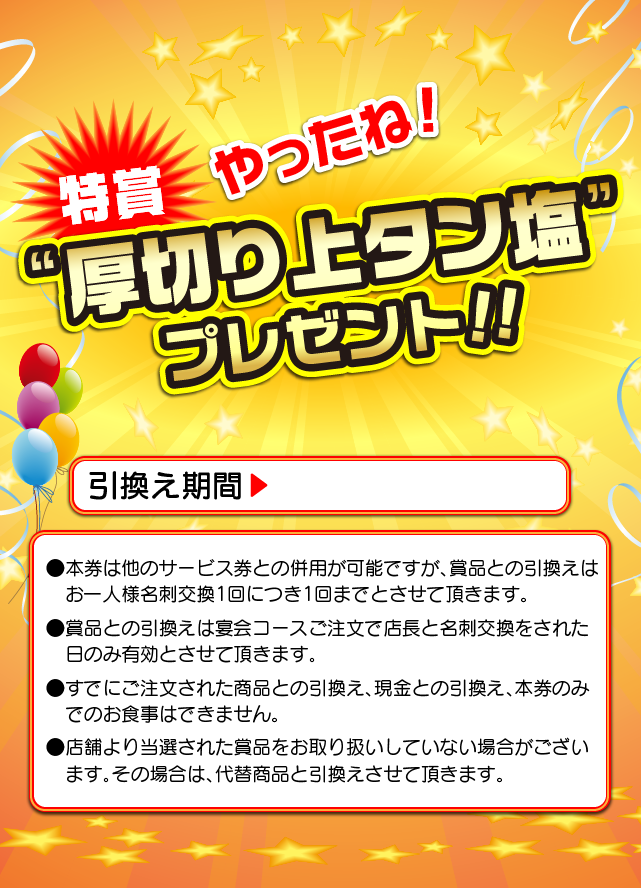 やったね！
特賞
“厚切り上タン塩”
プレゼント!!
引換え期間▶
●本券は他のサービス券との併用が可能ですが、賞品との引換えは
お一人様名刺交換1回につき1回までとさせて頂きます。
●賞品との引換えは宴会コースご注文で店長と名刺交換をされた
日のみ有効とさせて頂きます。
●すでにご注文された商品との引換え、現金との引換え、本券のみ
でのお食事はできません。
●店舗より当選された賞品をお取り扱いしていない場合がござい
ます。その場合は、代替商品と引換えさせて頂きます。